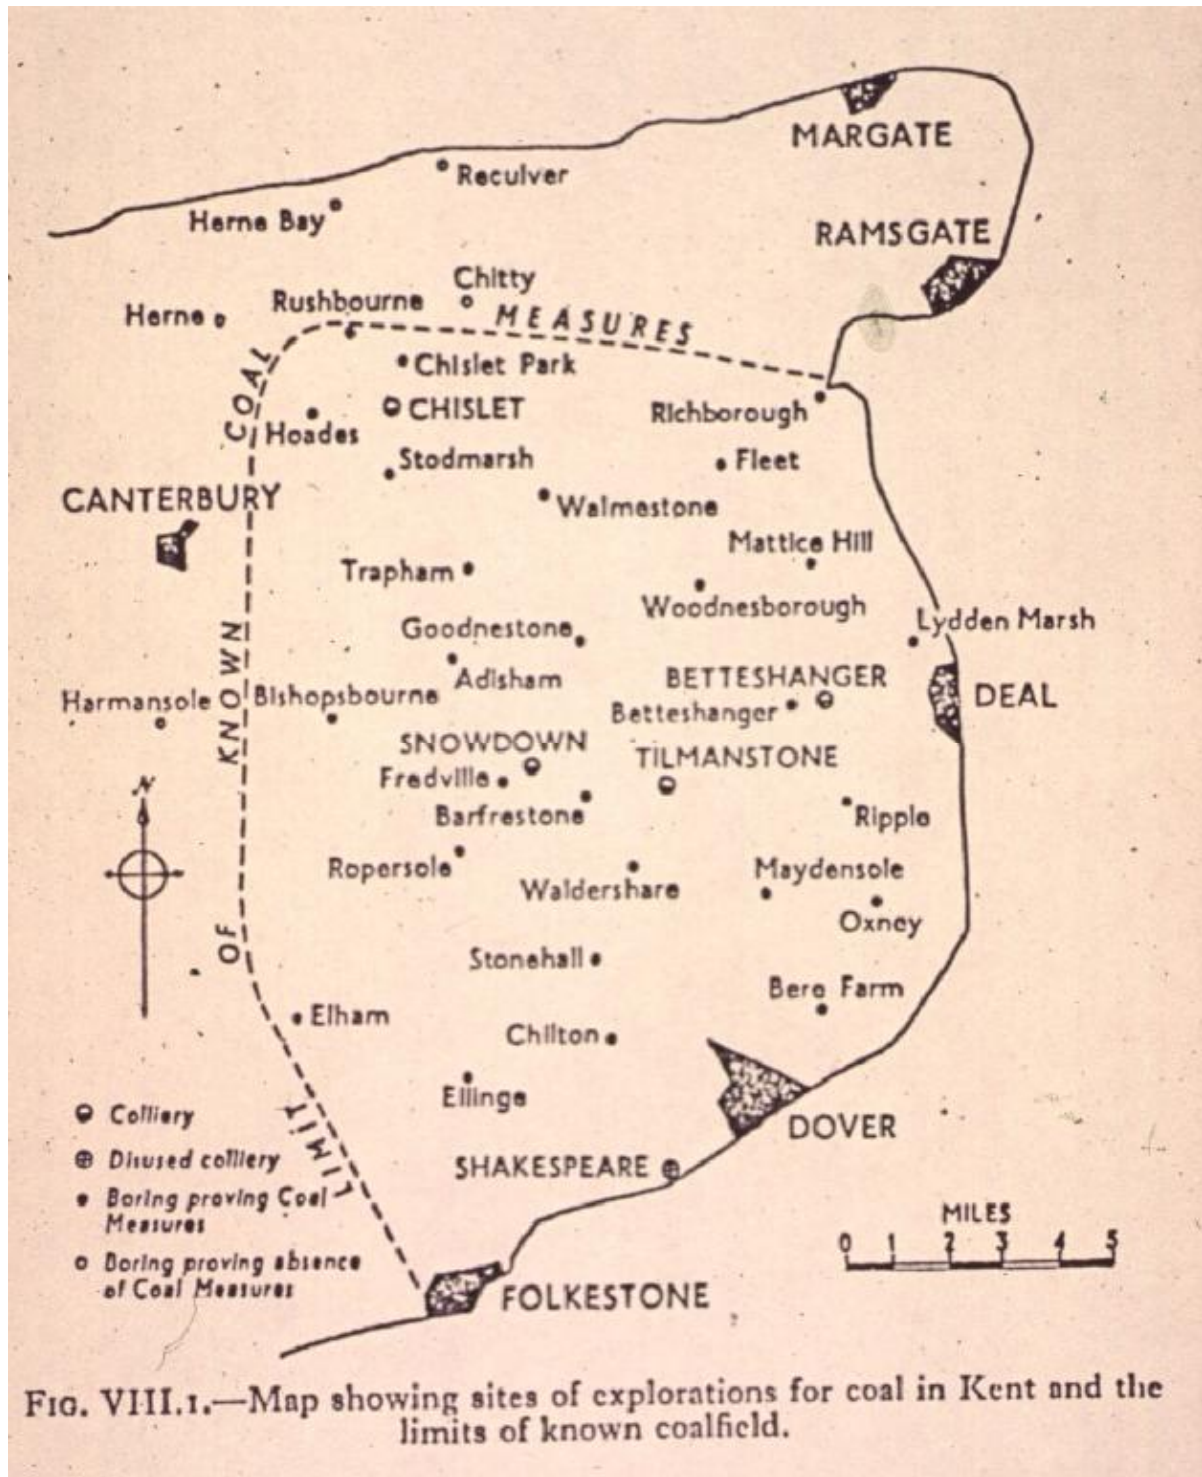 MARGATE
Reculver
Herne Bay
RAMSGATE
Chitty
Rushbourne
Herne
MEASURES
Chislet Park
COAL
CHISLET
Richborough
Hoades
Stodmarsh
Fleet
CANTERBURY
Walmestone
Mattice Hill
Trapham
Woodnesborough
Lydden Marsh
Goodnestone
Adisham
BETTESHANGER
KNOWN
Harmansole
Bishopsbourne
Betteshanger
DEAL
SNOWDOWN
TILMANSTONE
Fredville
N
Barfrestone
Ripple
Ropersole
Waldershare
Maydensole
Oxney
OF
Stonehall
Bere Farm
Elham
Chilton
Ellinge
LIMIT
DOVER
SHAKESPEARE
Colliery
Disused colliery
Boring proving Coal
Measures
Boring proving absence
of Coal Measures
MILES
0 1 2 3 4 5
FOLKESTONE
FIG. VIII.1.—Map showing sites of explorations for coal in Kent and the
limits of known coalfield.